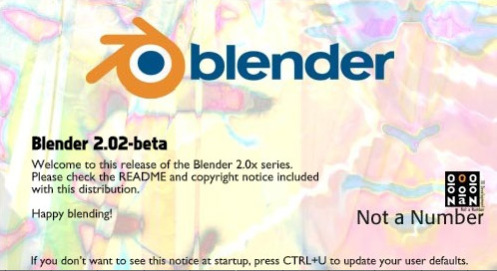 blender
Blender 2.02-beta
Welcome to this release of the Blender 2.0x series.
Please check the README and copyright notice included
with this distribution.
Happy blending!
Not a Number
If you don't want to see this notice at startup, press CTRL+U to update your user defaults.